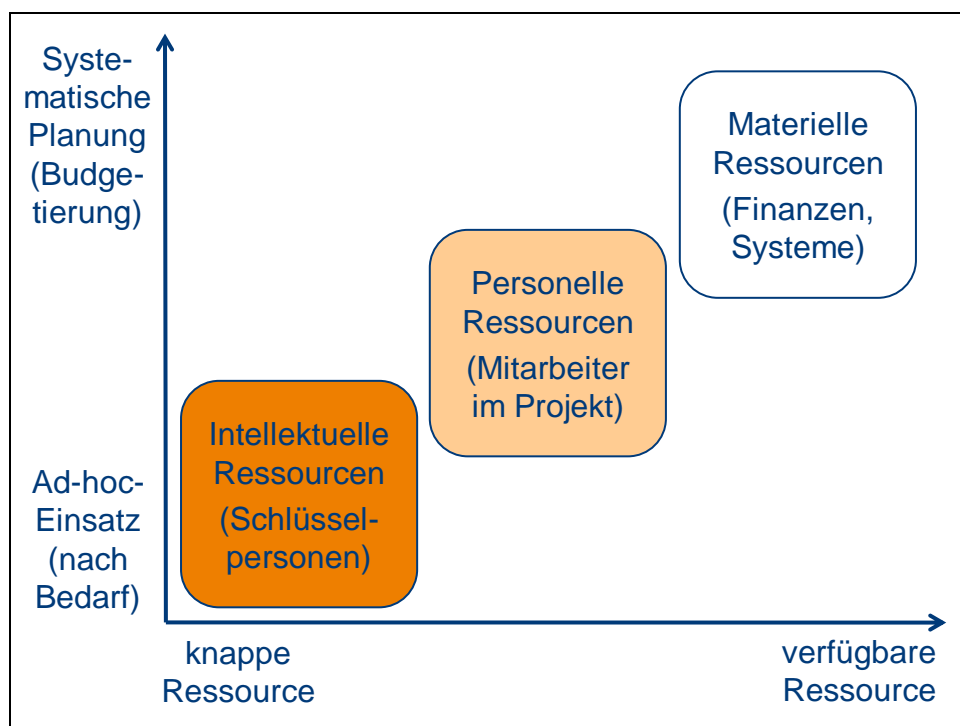 Syste-
matische
Planung
(Budge-
tierung)
Materielle
Ressourcen
(Finanzen,
Systeme)
Personelle
Ressourcen
(Mitarbeiter
im Projekt)
Intellektuelle
Ressourcen
(Schlüssel-
personen)
Ad-hoc-
Einsatz
(nach
Bedarf)
knappe
Ressource
verfügbare
Ressource